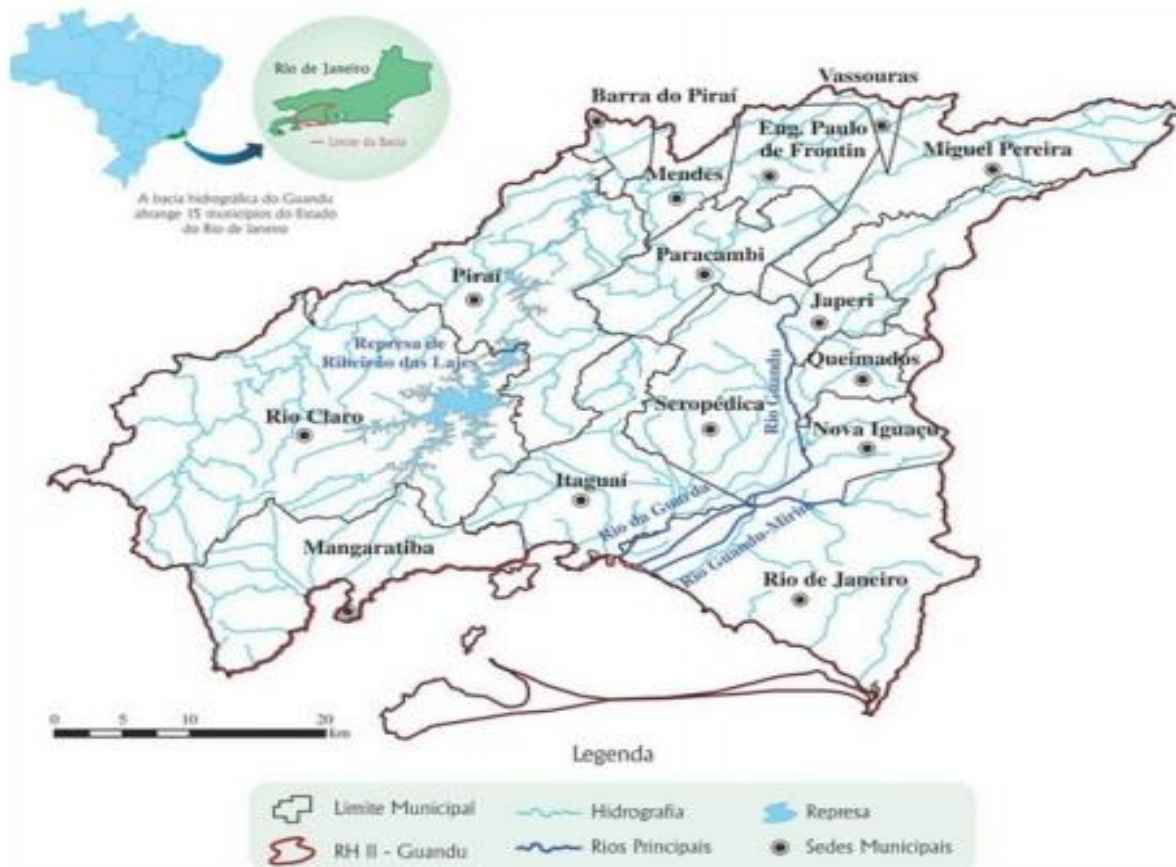 Rio de Janeiro
Limite da Bacia
A bacia hidrográfica do Guandu
abrange 15 municípios do Estado
do Rio de Janeiro
Vassouras
Barra do Piraí
Eng. Paulo
de Frontin
Miguel Pereira
Mendes
Paracambi
Piraí
Japeri
Represa de
Ribeirão das Lajes
Queimados
Rio Guandu
Seropédica
Rio Claro
Nova Iguaçu
Itaguaí
Rio da Guarda
Rio Guandu-Mirim
Mangaratiba
Rio de Janeiro
0 5 10 20
Km
Legenda
Limite Municipal
Hidrografia
Represa
RH II - Guandu
Rios Principais
Sedes Municipais